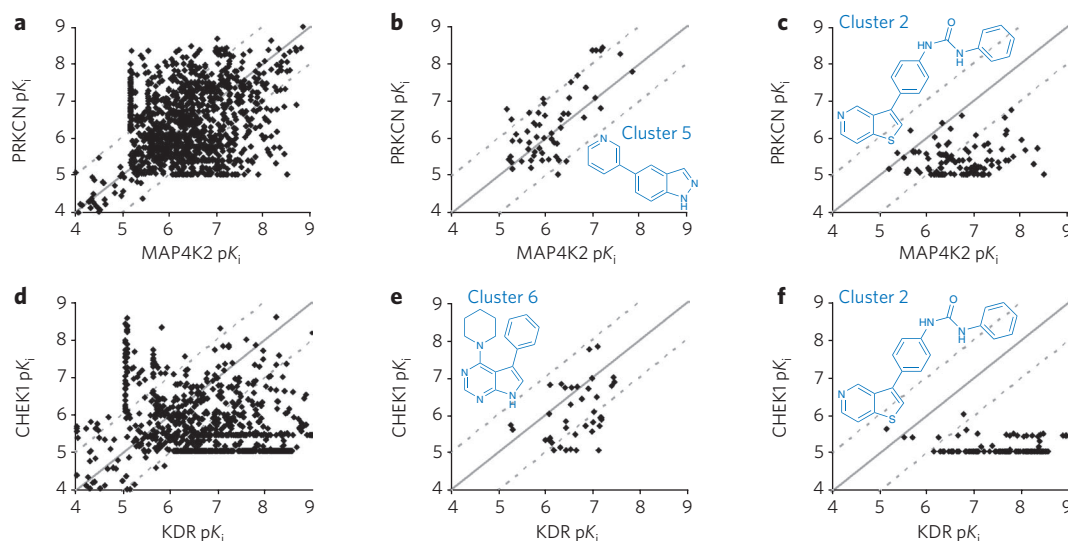 a
9
8
7
6
5
4
PRKCN pKi
4 5 6 7 8 9
MAP4K2 pKi
b
9
8
7
6
5
4
PRKCN pKi
Cluster 5
N
N
N
H
4 5 6 7 8 9
MAP4K2 pKi
c
Cluster 2
9
8
7
6
5
4
PRKCN pKi
O
NH
N
H
N
S
4 5 6 7 8 9
MAP4K2 pKi
d
9
8
7
6
5
4
CHEK1 pKi
4 5 6 7 8 9
KDR pKi
e
Cluster 6
9
8
7
6
5
4
CHEK1 pKi
N
N
N
N
H
4 5 6 7 8 9
KDR pKi
f
Cluster 2
9
8
7
6
5
4
CHEK1 pKi
O
NH
N
H
N
S
4 5 6 7 8 9
KDR pKi